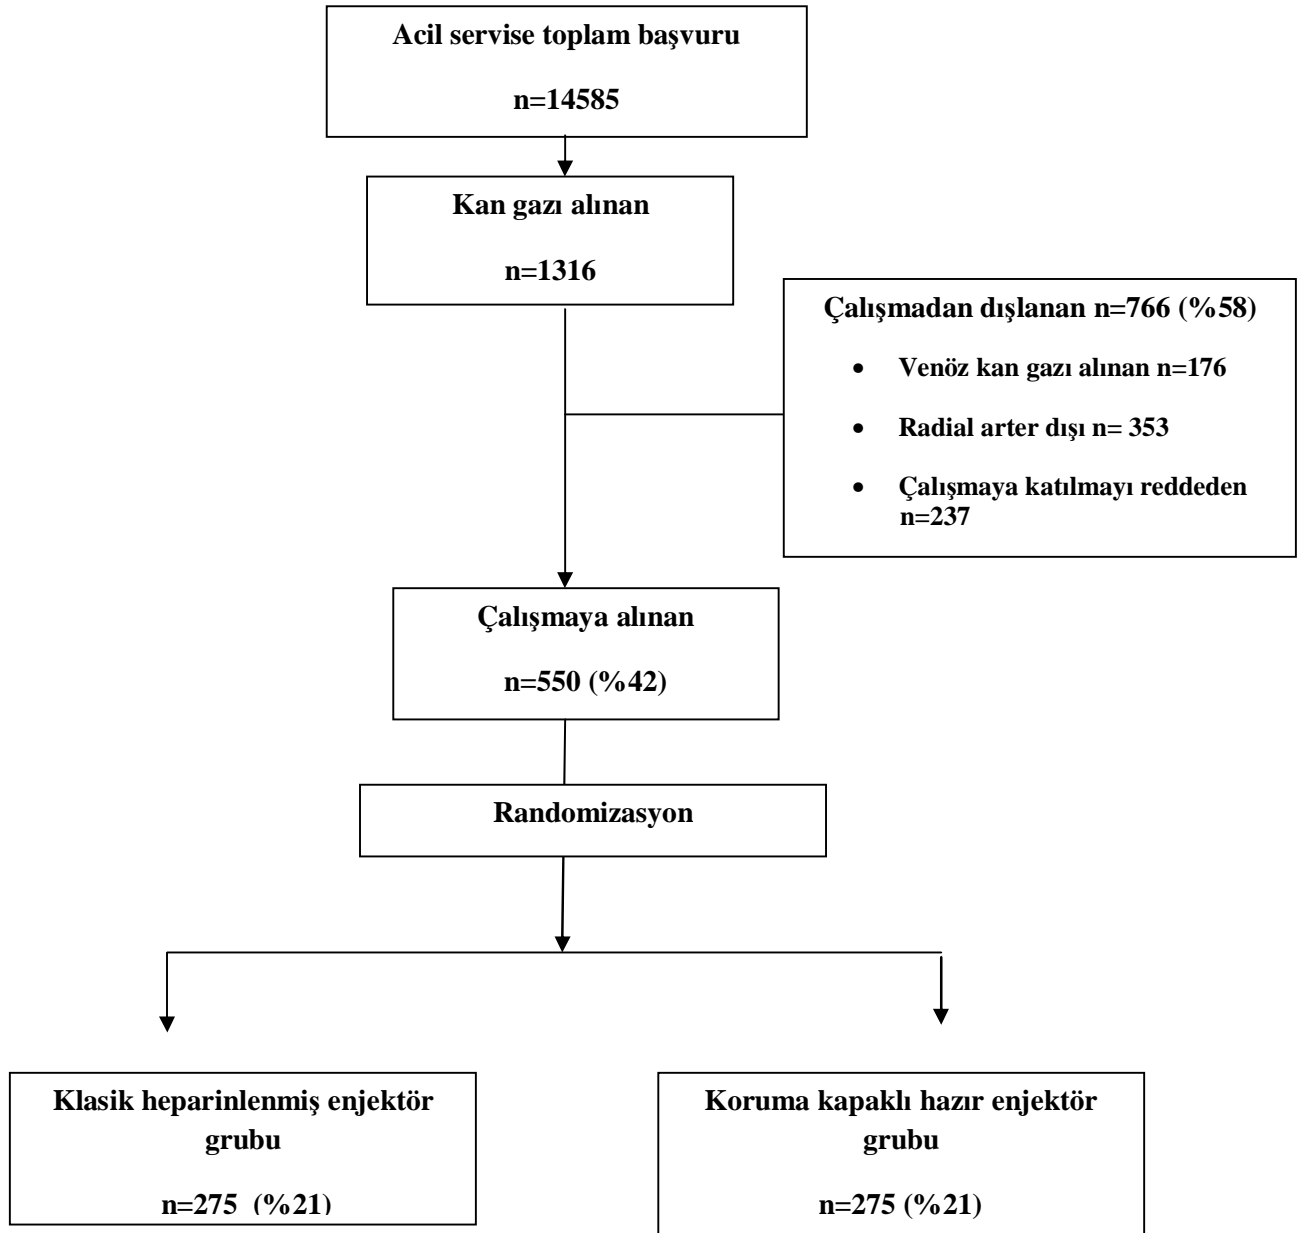 Acil servise toplam başvuru
n=14585
Kan gazı alınan
n=1316
Çalışmadan dışlanan n=766 (%58)
• Venöz kan gazı alınan n=176
• Radial arter dışı n= 353
• Çalışmaya katılmayı reddeden
n=237
Çalışmaya alınan
n=550 (%42)
Randomizasyon
Klasik heparinlenmiş enjektör
grubu
n=275 (%21)
Koruma kapaklı hazır enjektör
grubu
n=275 (%21)